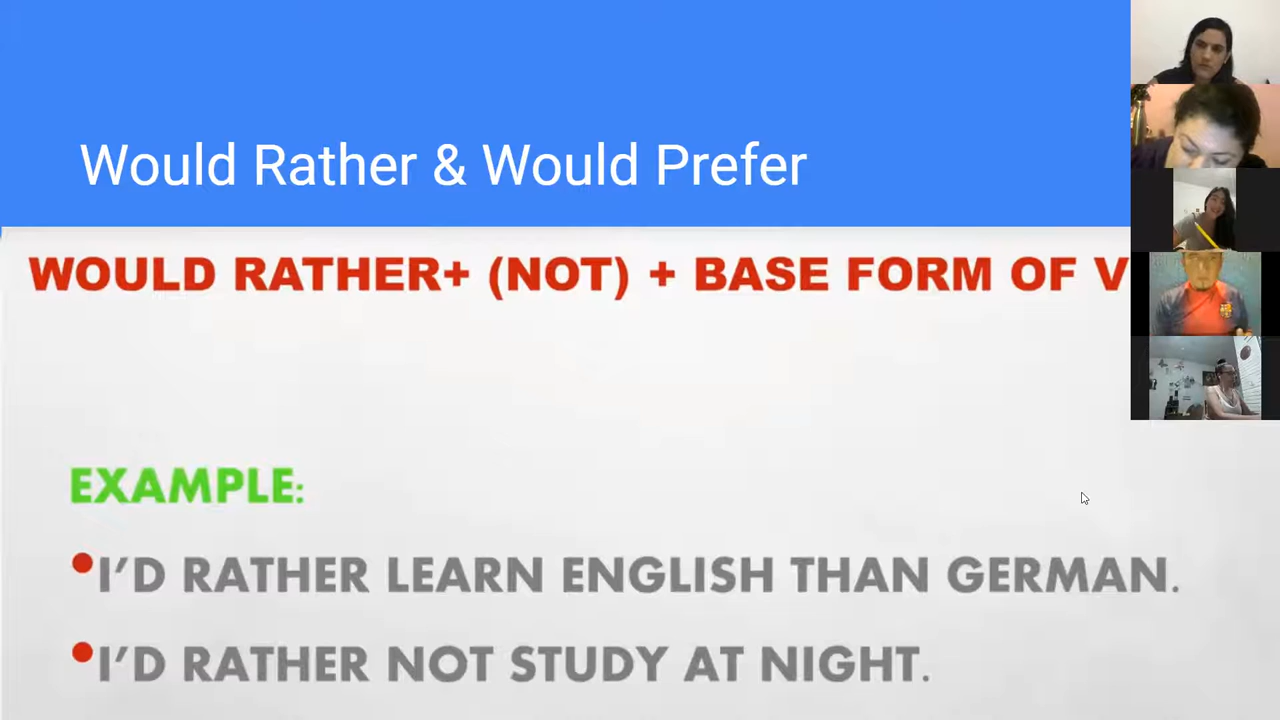 Would Rather & Would Prefer
WOULD RATHER+ (NOT) + BASE FORM OF V
EXAMPLE:
•I'D RATHER LEARN ENGLISH THAN GERMAN.
•I'D RATHER NOT STUDY AT NIGHT.